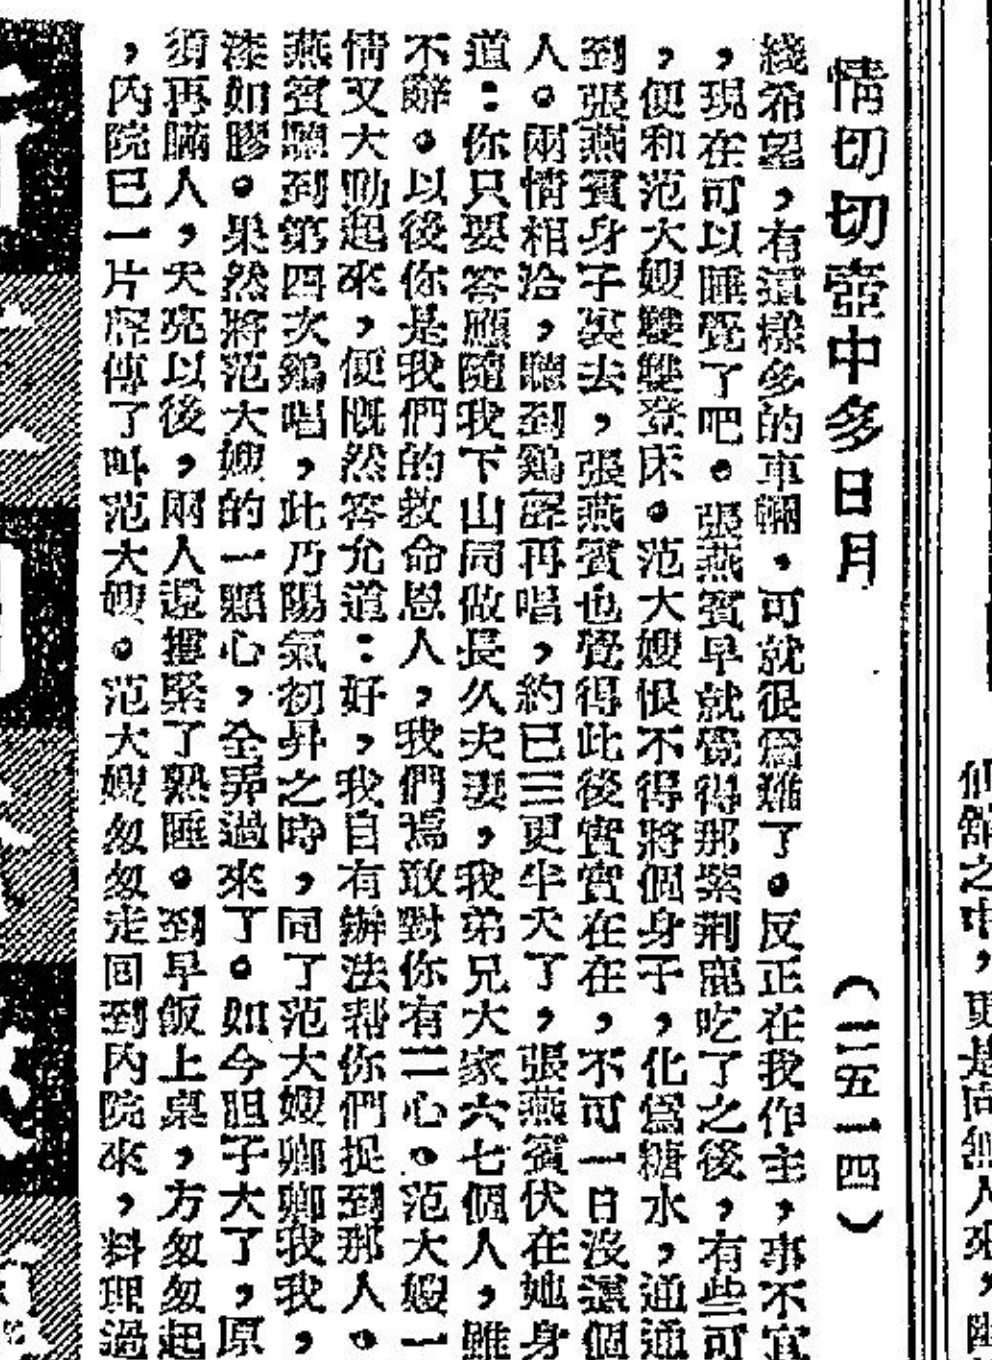 情切切壺中多日月　（三五一四）
綫希望，有這樣多的車輛，可就很爲難了。反正在我作主，事不宜
，現在可以睡覺了吧。張燕賓早就覺得那紫荆鹿吃了之後，有些可
，便和范大嫂雙雙登床。范大嫂恨不得將個身子，化爲糖水，通通
到張燕賓身子裏去，張燕賓也覺得此後實實在在，不可一日沒這個
人。兩情相洽，聽到鷄聲再唱，約已三更半天了，張燕賓伏在她身
道：你只要答應隨我下山同做長久夫妻，我弟兄大家六七個人，雖
不辭。以後你是我們的救命恩人，我們焉敢對你有二心。范大嫂一
情又大動起來，便慨然答允道：好，我自有辦法幫你們捉到那人。
燕賓聽到第四次鷄唱，此乃陽氣初昇之時，同了范大嫂卿卿我我，
漆如膠。果然將范大嫂的一顆心，全弄過來了。如今胆子大了，原
須再瞞人，天亮以後，兩人還摟緊了熟睡。到早飯上桌，方匆匆起
，內院已一片聲傳了叫范大嫂。范大嫂匆匆走回到內院來，料理過
之中，更是